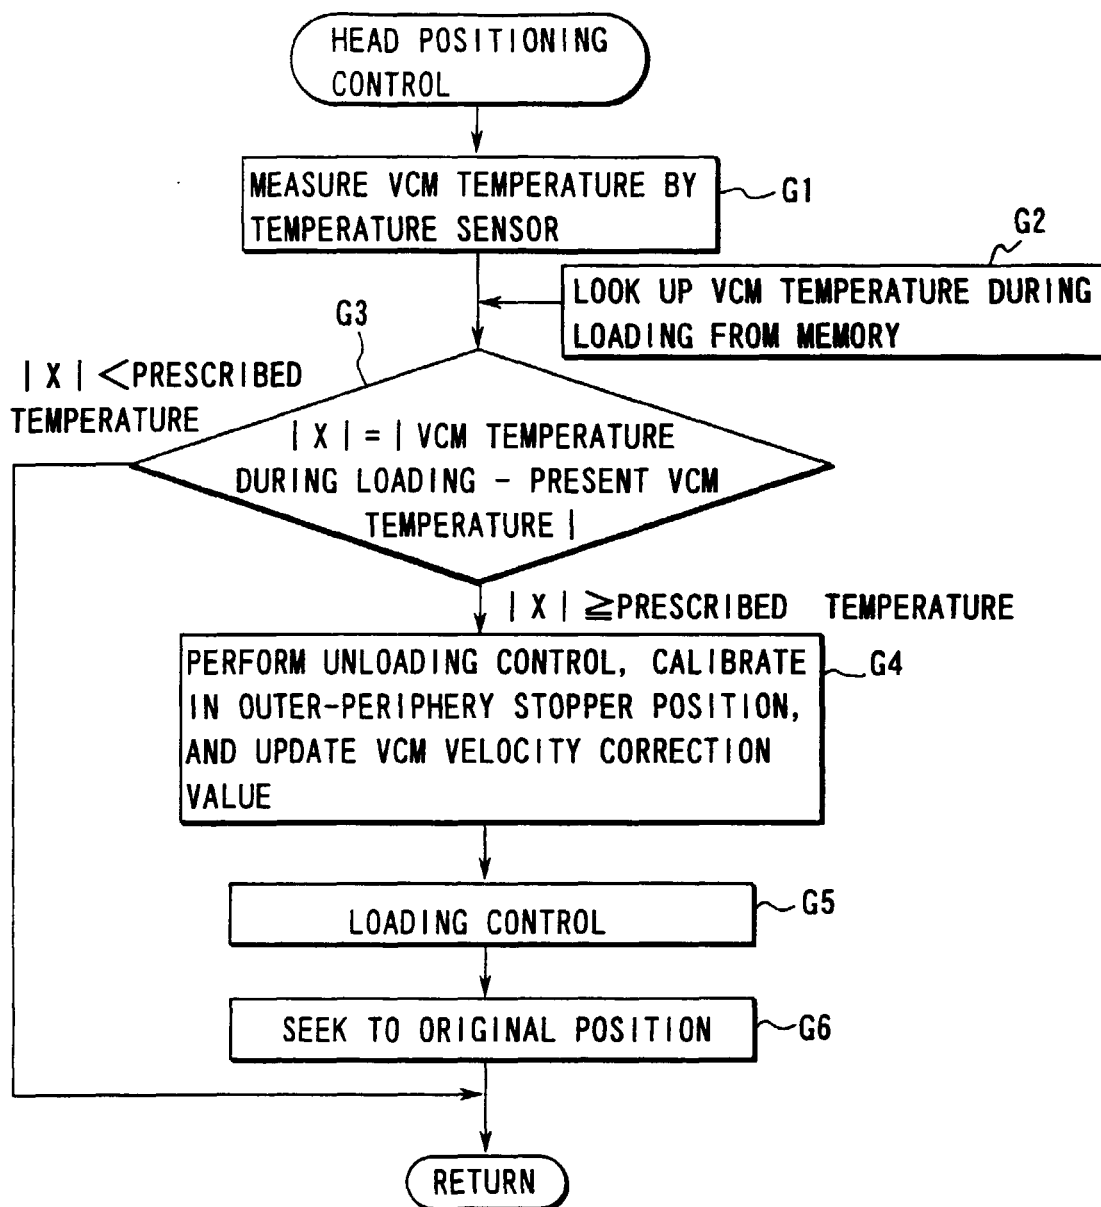 HEAD POSITIONING
CONTROL
MEASURE VCM TEMPERATURE BY
TEMPERATURE SENSOR
G1
G2
LOOK UP VCM TEMPERATURE DURING
LOADING FROM MEMORY
G3
|X| <PRESCRIBED
TEMPERATURE
|X| = | VCM TEMPERATURE
DURING LOADING - PRESENT VCM
TEMPERATURE |
|X| ≧PRESCRIBED TEMPERATURE
PERFORM UNLOADING CONTROL, CALIBRATE
IN OUTER-PERIPHERY STOPPER POSITION,
AND UPDATE VCM VELOCITY CORRECTION
VALUE
G4
LOADING CONTROL
G5
SEEK TO ORIGINAL POSITION
G6
RETURN